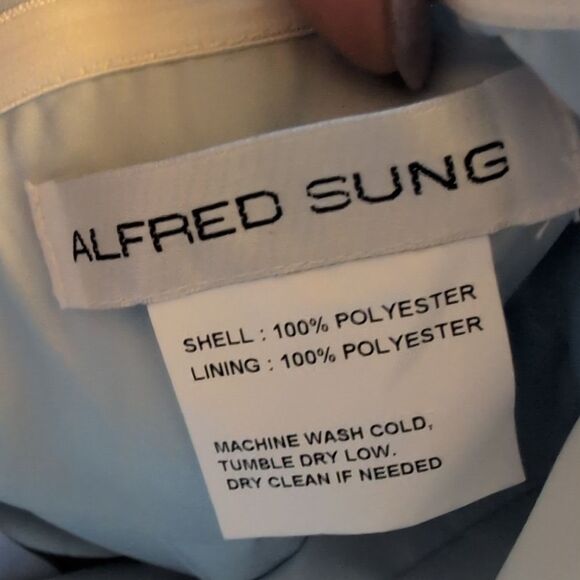 ALFRED SUNG
SHELL : 100% POLYESTER
LINING : 100% POLYESTER
MACHINE WASH COLD,
TUMBLE DRY LOW.
DRY CLEAN IF NEEDED